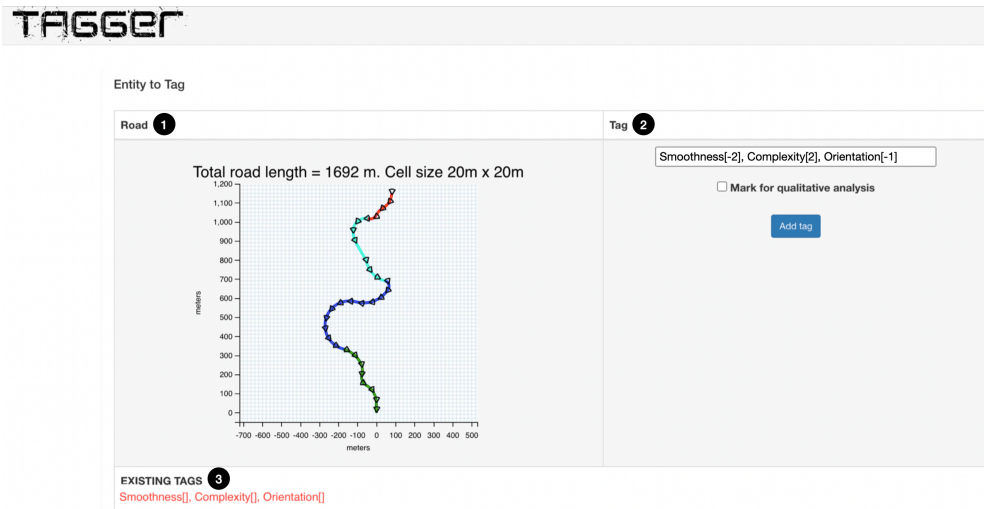 TAGGER
Entity to Tag
Road 1
Tag 2
Smoothness[-2], Complexity[2], Orientation[-1]
Mark for qualitative analysis
Add tag
Total road length = 1692 m. Cell size 20m x 20m
1,200
1,100
1,000
900
800
700
600
500
400
300
200
100
0
meters
-700 -600 -500 -400 -300 -200 -100 0 100 200 300 400 500
meters
EXISTING TAGS 3
Smoothness[], Complexity[], Orientation[]